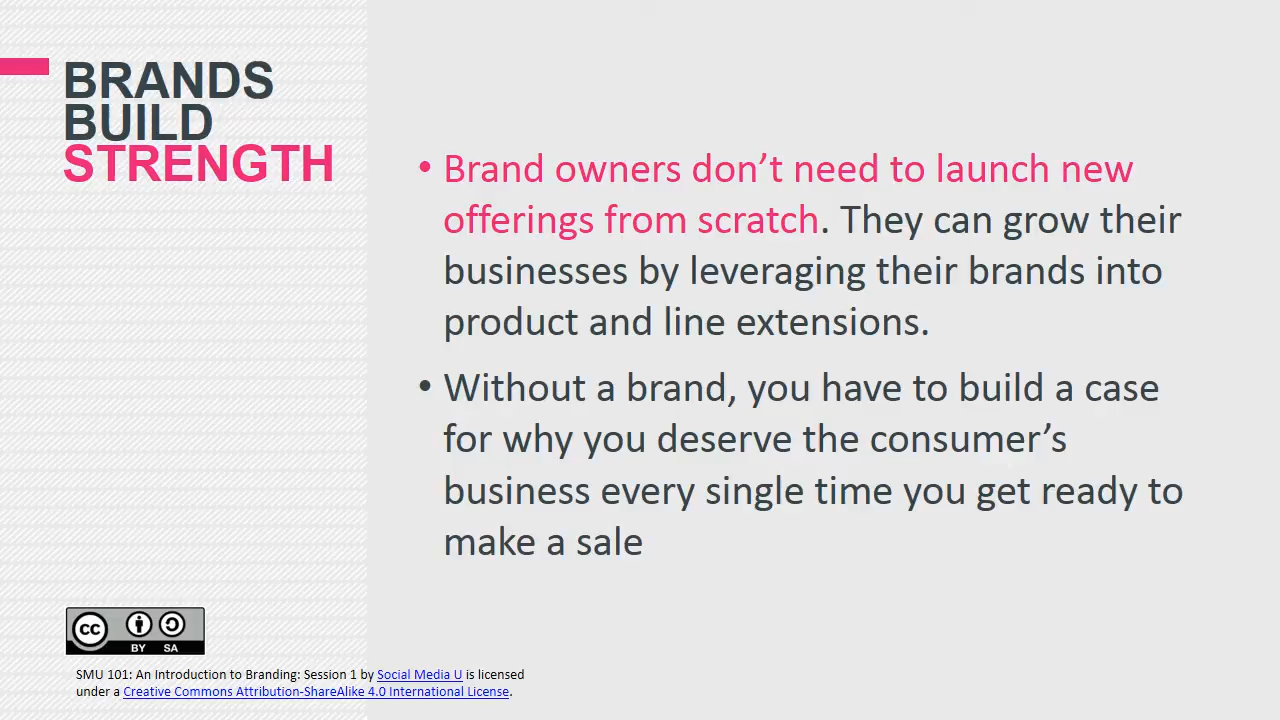 BRANDS
BUILD
STRENGTH
• Brand owners don’t need to launch new
offerings from scratch. They can grow their
businesses by leveraging their brands into
product and line extensions.
• Without a brand, you have to build a case
for why you deserve the consumer’s
business every single time you get ready to
make a sale
cc
BY SA
SMU 101: An Introduction to Branding: Session 1 by Social Media U is licensed
under a Creative Commons Attribution-ShareAlike 4.0 International License.